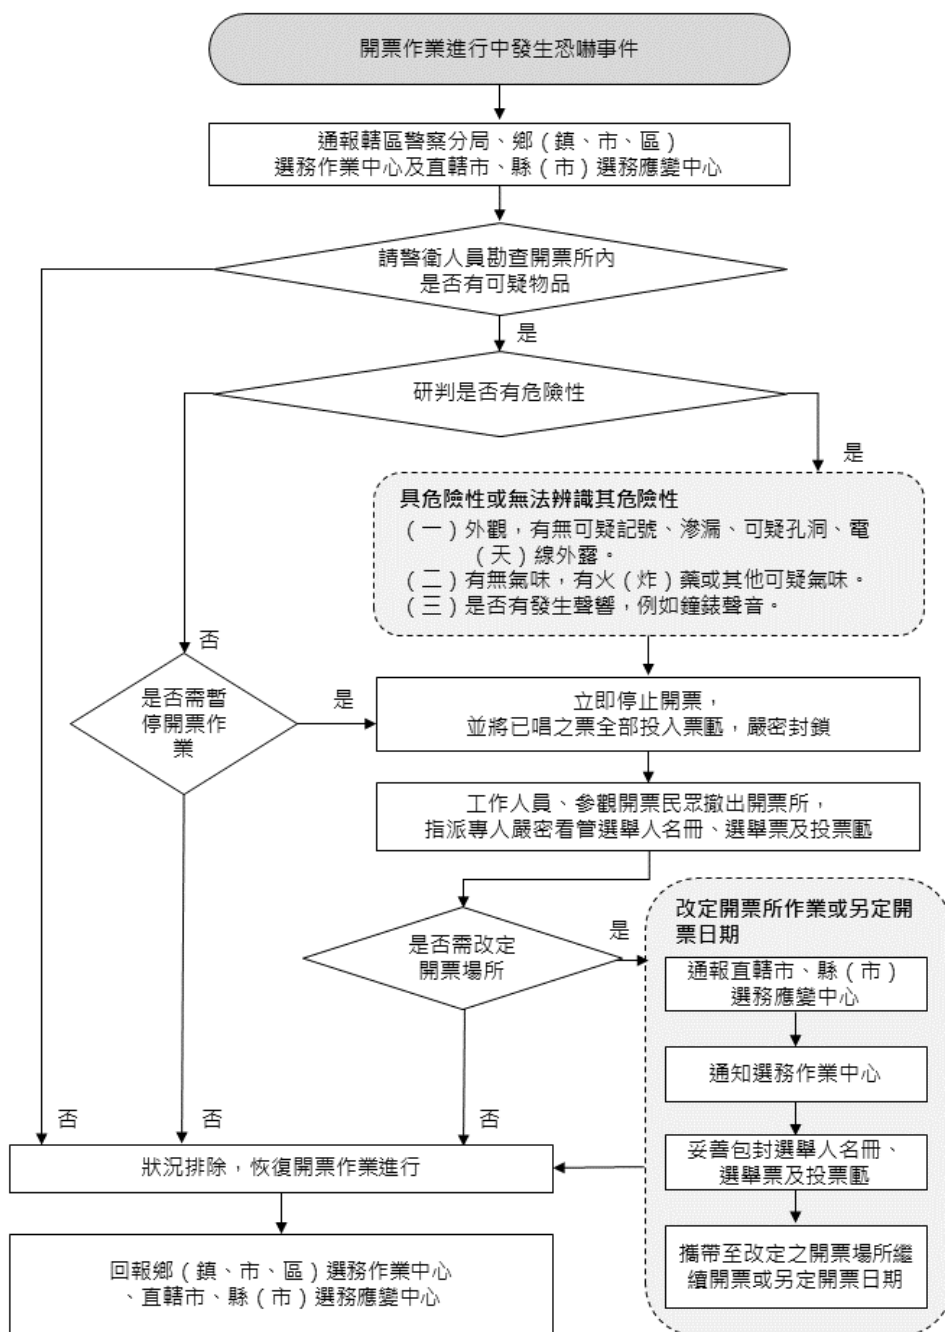 開票作業進行中發生恐嚇事件
通報轄區警察分局、鄉（鎮、市、區）
選務作業中心及直轄市、縣（市）選務應變中心
請警衛人員勘查開票所內
是否有可疑物品
是
研判是否有危險性
是
具危險性或無法辨識其危險性
（一）外觀，有無可疑記號、滲漏、可疑孔洞、電
（天）線外露。
（二）有無氣味，有火（炸）藥或其他可疑氣味。
（三）是否有發生聲響，例如鐘錶聲音。
否
是否需暫
停開票作
業
是
立即停止開票，
並將已唱之票全部投入票匭，嚴密封鎖
工作人員、參觀開票民眾撤出開票所，
指派專人嚴密看管選舉人名冊、選舉票及投票匭
是否需改定
開票場所
是
改定開票所作業或另定開
票日期
通報直轄市、縣（市）
選務應變中心
通知選務作業中心
妥善包封選舉人名冊、
選舉票及投票匭
攜帶至改定之開票場所繼
續開票或另定開票日期
否
否
否
狀況排除，恢復開票作業進行
回報鄉（鎮、市、區）選務作業中心
、直轄市、縣（市）選務應變中心